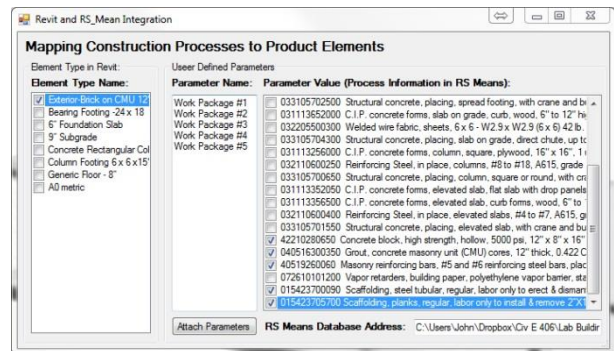 Revit and RS_Mean Integration
Mapping Construction Processes to Product Elements
Element Type in Revit:
Element Type Name:
Exterior-Brick on CMU 12"
Bearing Footing -24 x 18
6" Foundation Slab
9" Subgrade
Concrete Rectangular Col
Column Footing 6 x 6 x15'
Generic Floor - 8"
A0 metric
Useer Defined Parameters
Parameter Name:
Work Package #1
Work Package #2
Work Package #3
Work Package #4
Work Package #5
Parameter Value (Process Information in RS Means):
033105702500 Structural concrete, placing, spread footing, with crane and bu
031113652000 C.I.P. concrete forms, slab on grade, curb, wood, 6" to 12" hi
032205500300 Welded wire fabric, sheets, 6 x 6 - W2.9 x W2.9 (6 x 6) 42 lb.
033105704300 Structural concrete, placing, slab on grade, direct chute, up to
031113256000 C.I.P. concrete forms, column, square, plywood, 16" x 16", 1
032110600250 Reinforcing Steel, in place, columns, #8 to #18, A615, grade
033105700650 Structural concrete, placing, column, square or round, with cra
031113352050 C.I.P. concrete forms, elevated slab, flat slab with drop panels
031113356500 C.I.P. concrete forms, elevated slab, curb forms, wood, 6" to
032110600400 Reinforcing Steel, in place, elevated slabs, #4 to #7, A615, g
033105701550 Structural concrete, placing, elevated slab, with crane and bu
42210280650 Concrete block, high strength, hollow, 5000 psi, 12" x 8" x 16"
040516300350 Grout, concrete masonry unit (CMU) cores, 12" thick, 0.422 C
40519260060 Masonry reinforcing bars, #5 and #6 reinforcing steel bars, plac
072610101200 Vapor retarders, building paper, polyethylene vapor barrier, sta
015423700090 Scaffolding, steel tubular, regular, labor only to erect & disman
015423705700 Scaffolding, planks, regular, labor only to install & remove 2"X1
Attach Parameters
RS Means Database Address:
C:\Users\John\Dropbox\Civ E 406\Lab Buildir